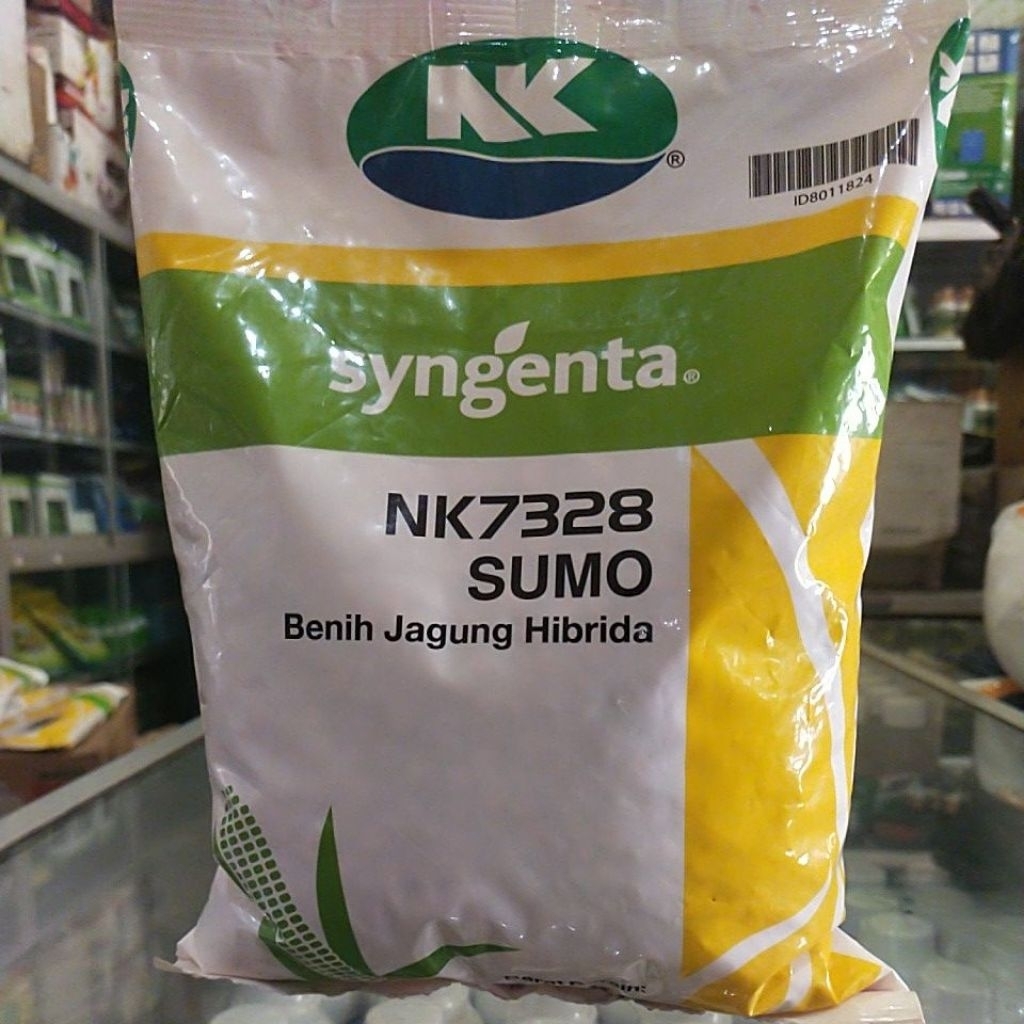 NK®
ID8011824
syngenta®
NK7328
SUMO
Benih Jagung Hibrida